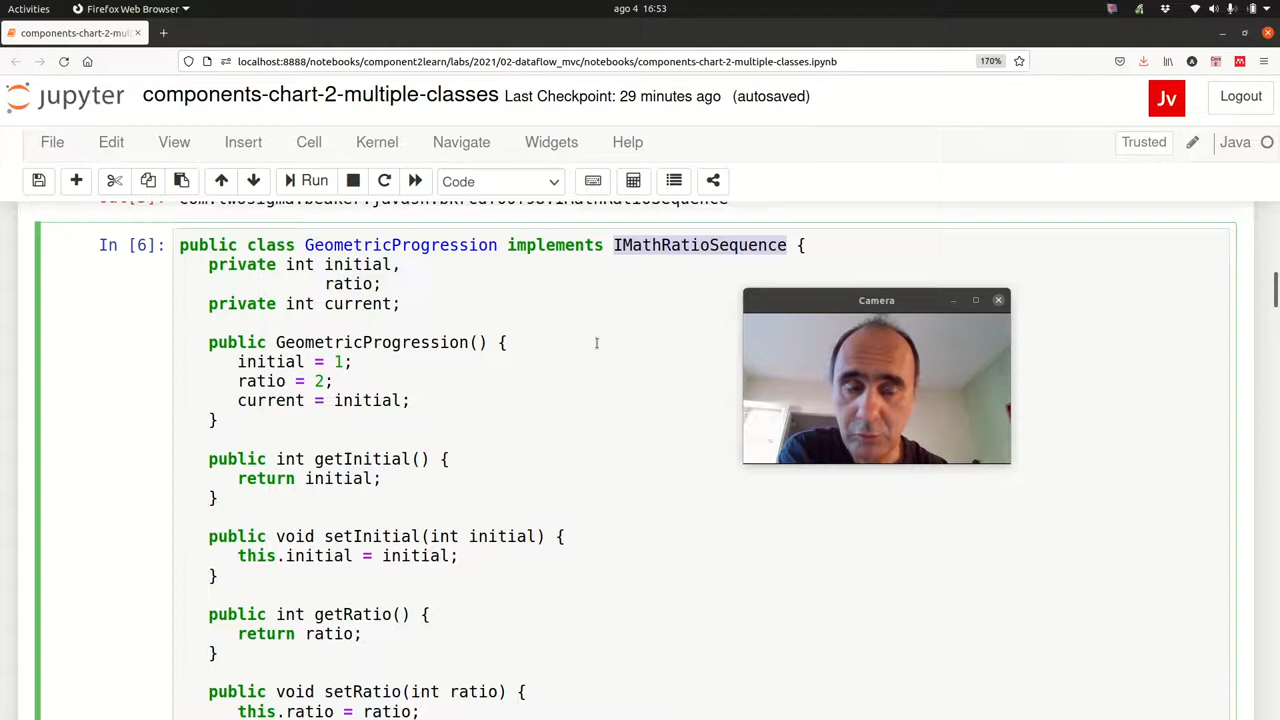 Activities
Firefox Web Browser
ago 4 16:53
components-chart-2-mul
localhost:8888/notebooks/component2learn/labs/2021/02-dataflow_mvc/notebooks/components-chart-2-multiple-classes.ipynb
170%
jupyter
components-chart-2-multiple-classes Last Checkpoint: 29 minutes ago (autosaved)
Jv
Logout
File Edit View Insert Cell Kernel Navigate Widgets Help
Trusted
Java
Run
Code
In [6]:
public class GeometricProgression implements IMathRatioSequence {
private int initial,
ratio;
private int current;
public GeometricProgression() {
initial = 1;
ratio = 2;
current = initial;
}
public int getInitial() {
return initial;
}
public void setInitial(int initial) {
this.initial = initial;
}
public int getRatio() {
return ratio;
}
public void setRatio(int ratio) {
this.ratio = ratio;
Camera